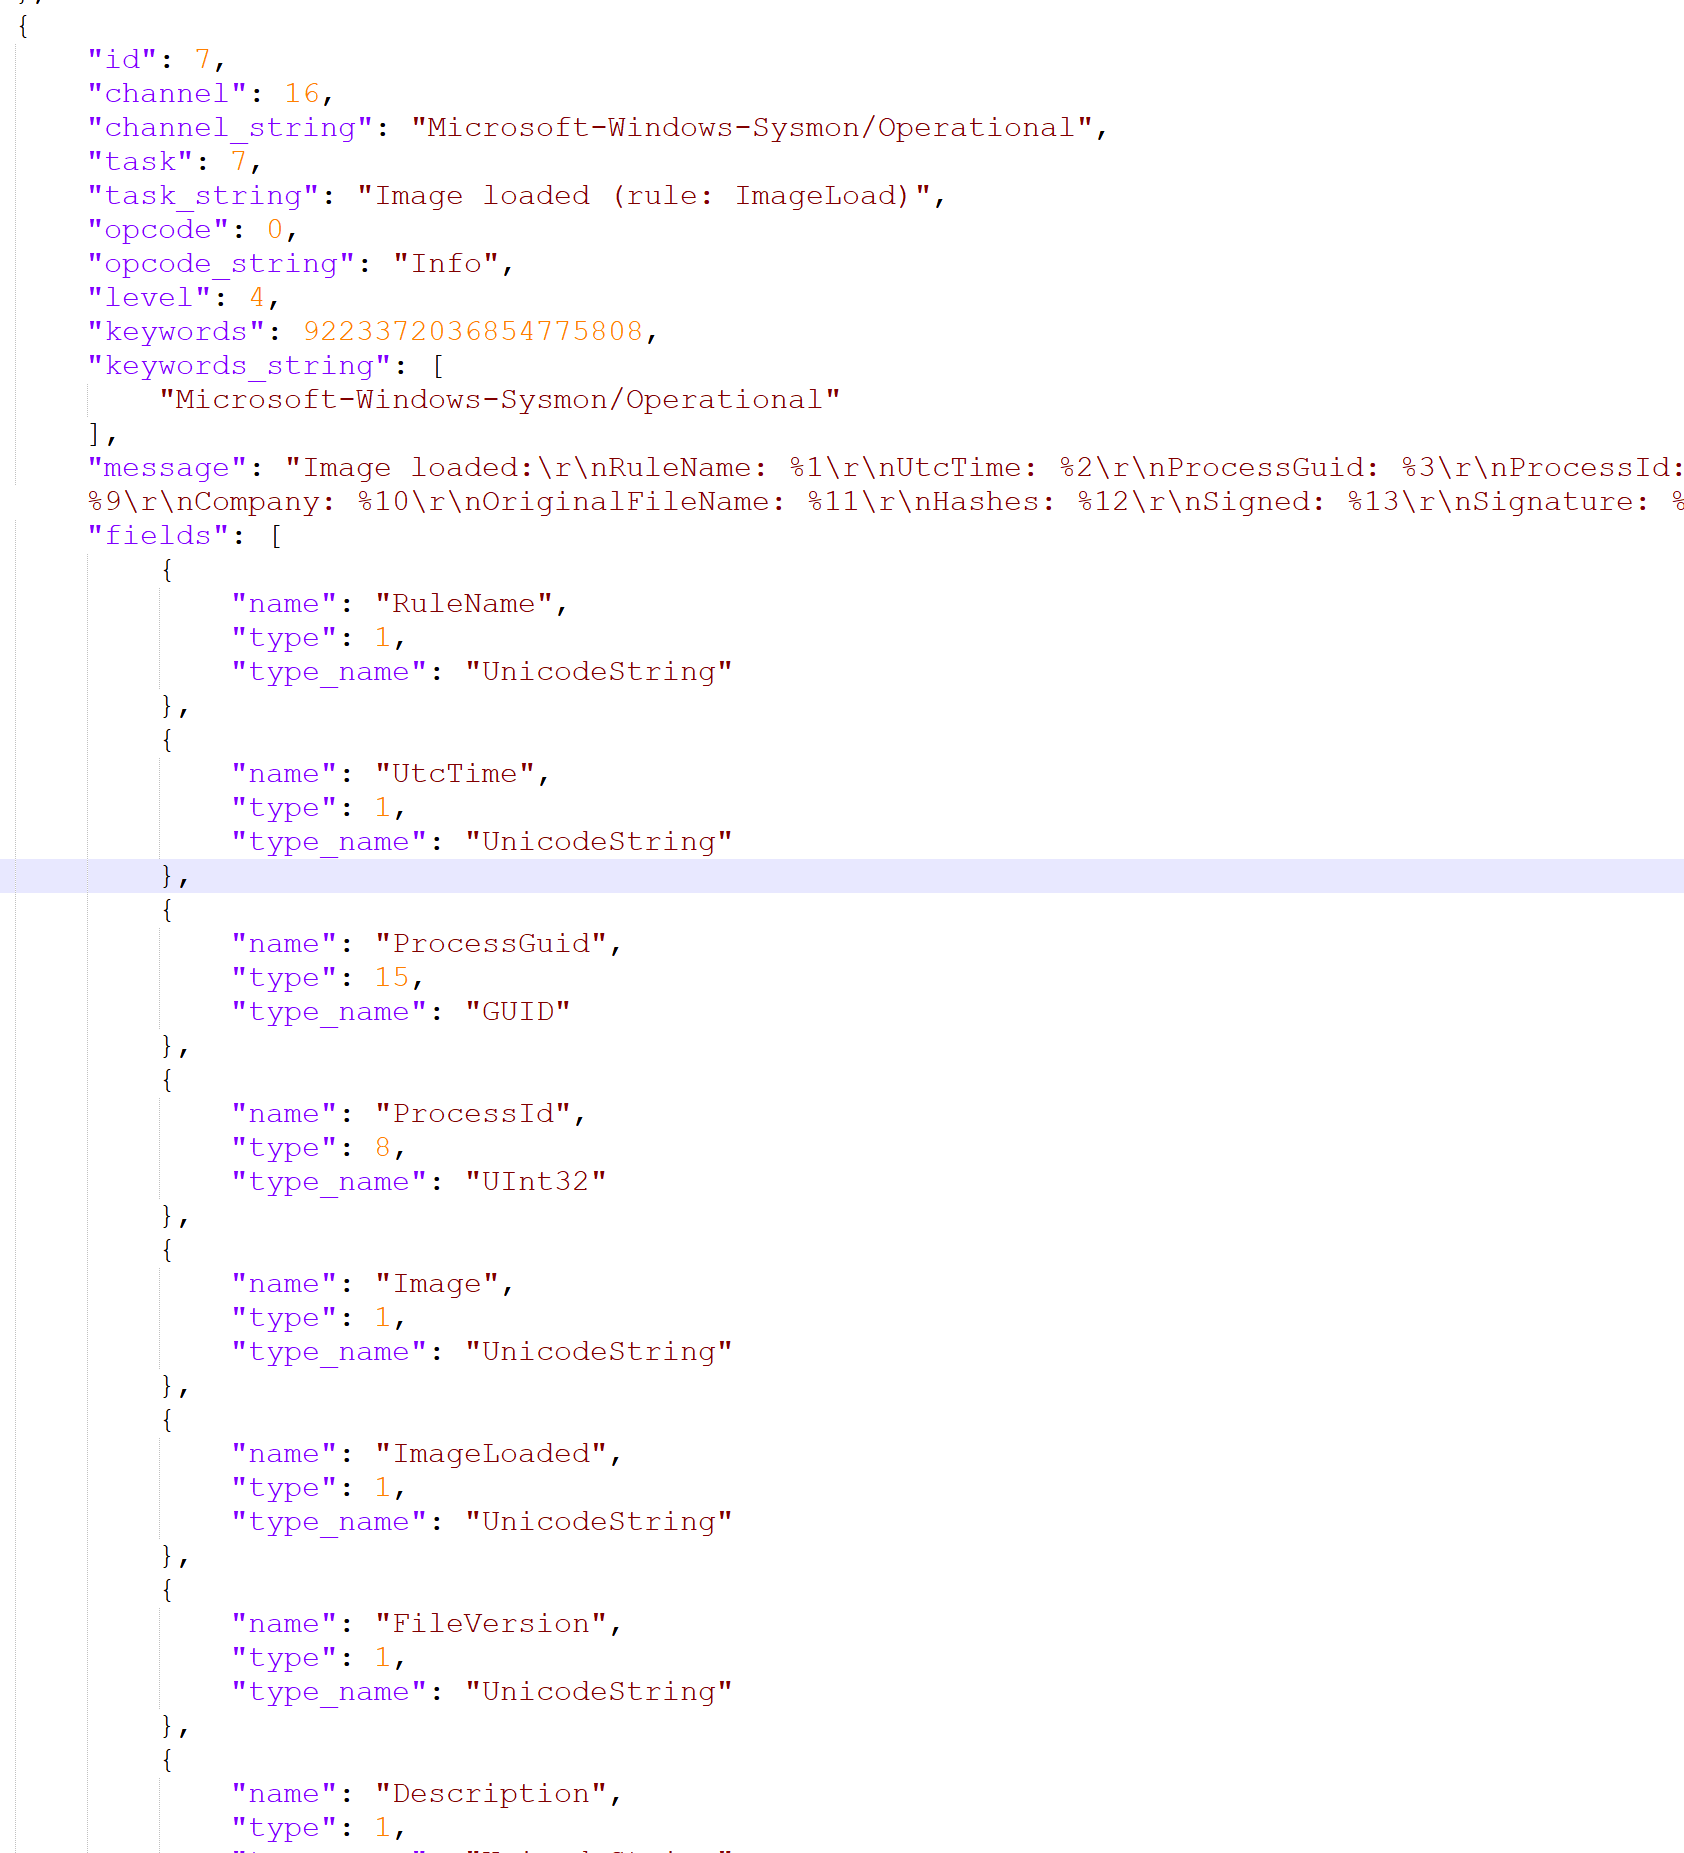 {
"id": 7,
"channel": 16,
"channel_string": "Microsoft-Windows-Sysmon/Operational",
"task": 7,
"task_string": "Image loaded (rule: ImageLoad)",
"opcode": 0,
"opcode_string": "Info",
"level": 4,
"keywords": 9223372036854775808,
"keywords_string": [
"Microsoft-Windows-Sysmon/Operational"
],
"message": "Image loaded:\r\nRuleName: %1\r\nUtcTime: %2\r\nProcessGuid: %3\r\nProcessId:
%9\r\nCompany: %10\r\nOriginalFileName: %11\r\nHashes: %12\r\nSigned: %13\r\nSignature: %
"fields": [
{
"name": "RuleName",
"type": 1,
"type_name": "UnicodeString"
},
{
"name": "UtcTime",
"type": 1,
"type_name": "UnicodeString"
},
{
"name": "ProcessGuid",
"type": 15,
"type_name": "GUID"
},
{
"name": "ProcessId",
"type": 8,
"type_name": "UInt32"
},
{
"name": "Image",
"type": 1,
"type_name": "UnicodeString"
},
{
"name": "ImageLoaded",
"type": 1,
"type_name": "UnicodeString"
},
{
"name": "FileVersion",
"type": 1,
"type_name": "UnicodeString"
},
{
"name": "Description",
"type": 1,